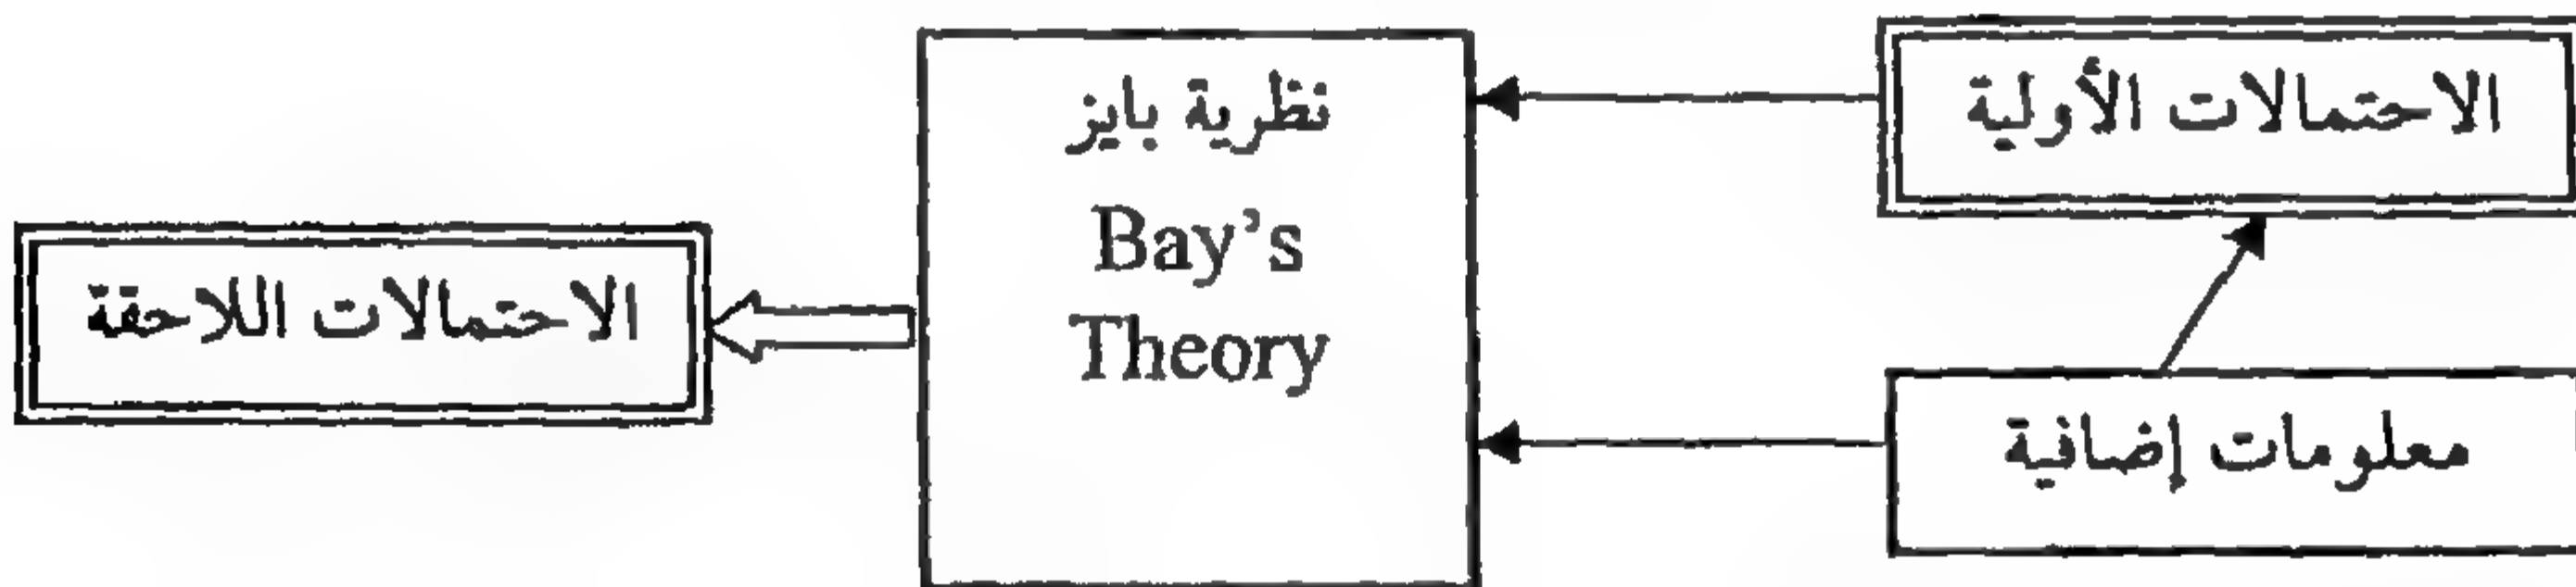 الاحتمالات الأولية
نظرية بايز
Bay's
Theory
الاحتمالات اللاحقة
معلومات إضافية